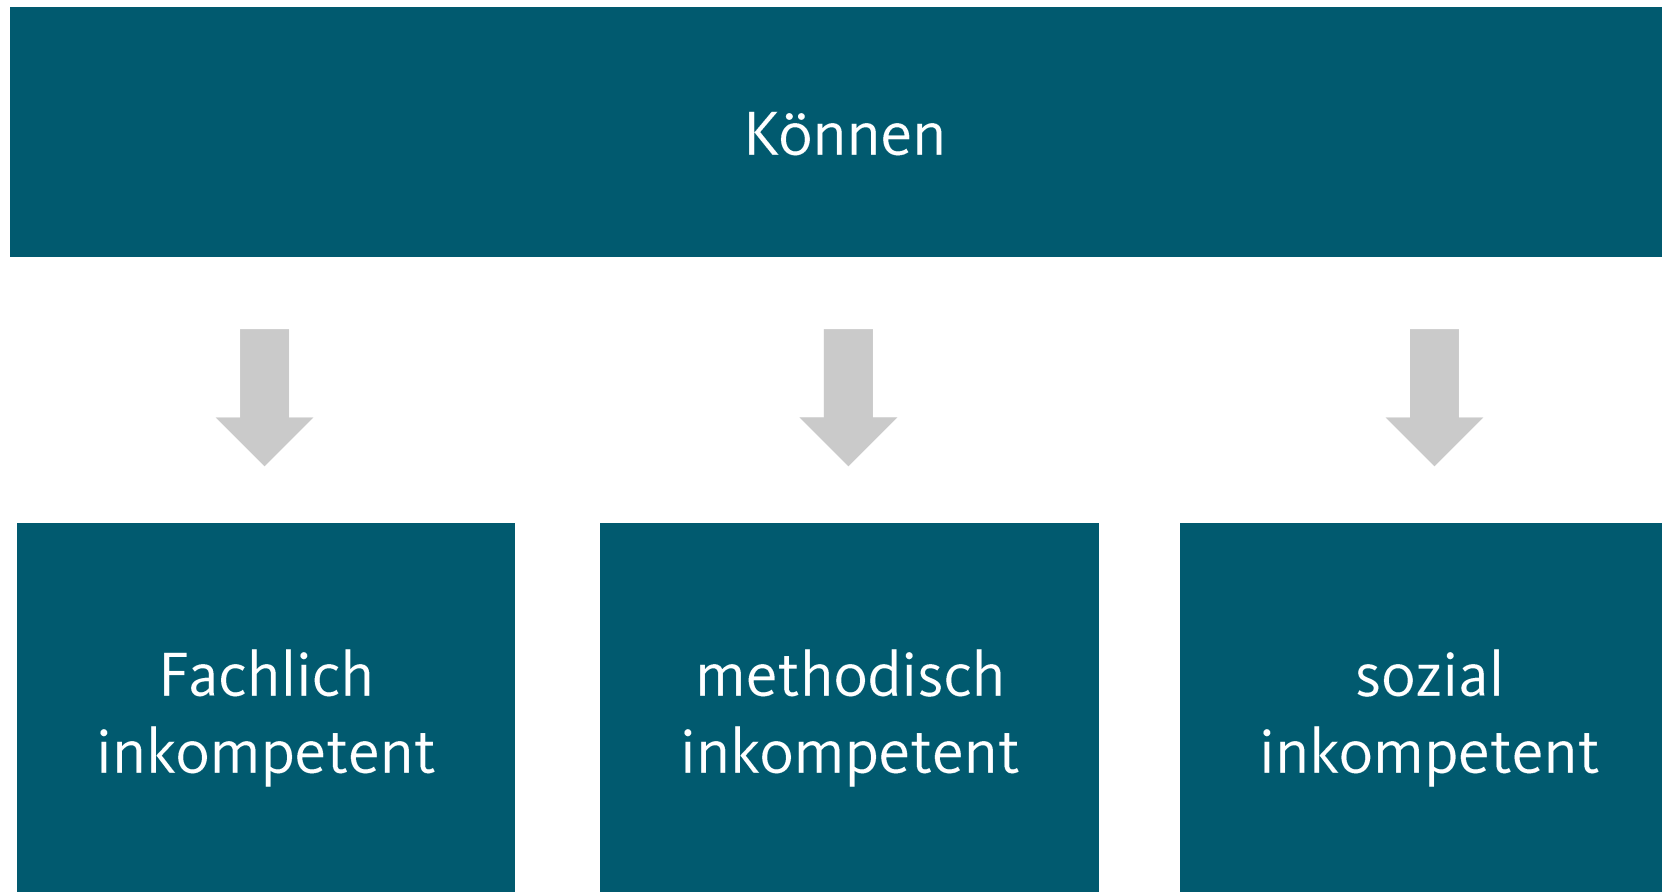 Können
Fachlich
inkompetent
methodisch
inkompetent
sozial
inkompetent